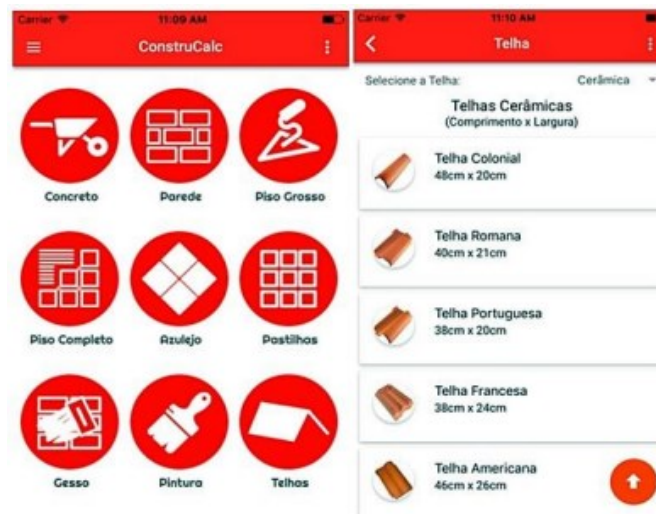 Carrier 11:09 AM
ConstruCalc
Concreto Parede Piso Grosso
Piso Completo Azulejo Pastilhas
Gesso Pintura Telhas
Carrier 11:10 AM
Telha
Selecione a Telha: Cerâmica
Telhas Cerâmicas
(Comprimento x Largura)
Telha Colonial
48cm x 20cm
Telha Romana
40cm x 21cm
Telha Portuguesa
38cm x 20cm
Telha Francesa
38cm x 24cm
Telha Americana
46cm x 26cm